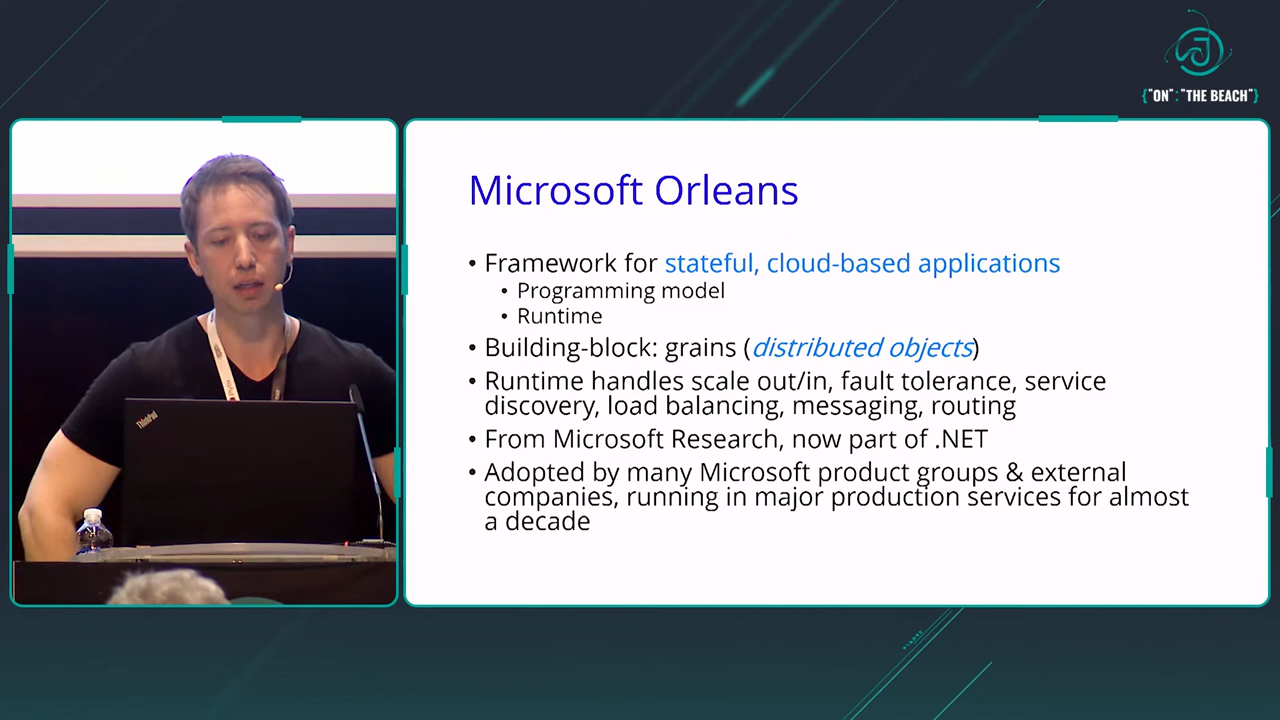 {"ON":"THE BEACH"}
Microsoft Orleans
• Framework for stateful, cloud-based applications
• Programming model
• Runtime
• Building-block: grains (distributed objects)
• Runtime handles scale out/in, fault tolerance, service
discovery, load balancing, messaging, routing
• From Microsoft Research, now part of .NET
• Adopted by many Microsoft product groups & external
companies, running in major production services for almost
a decade
ThinkPad